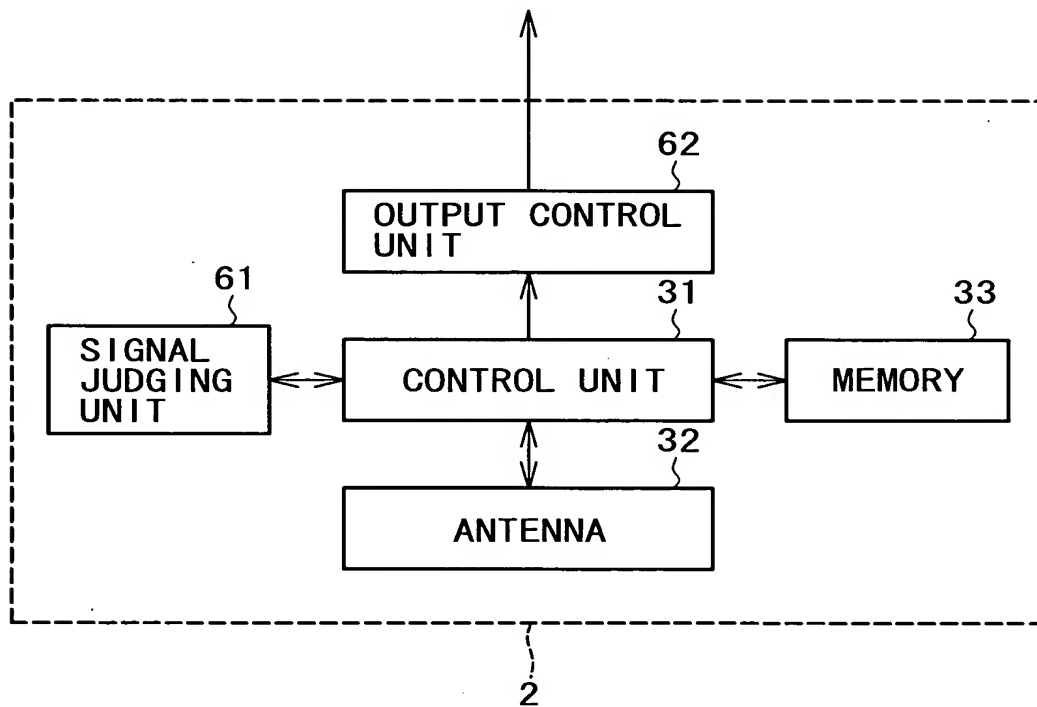 62
OUTPUT CONTROL
UNIT
61
SIGNAL
JUDGING
UNIT
31
CONTROL UNIT
33
MEMORY
32
ANTENNA
2